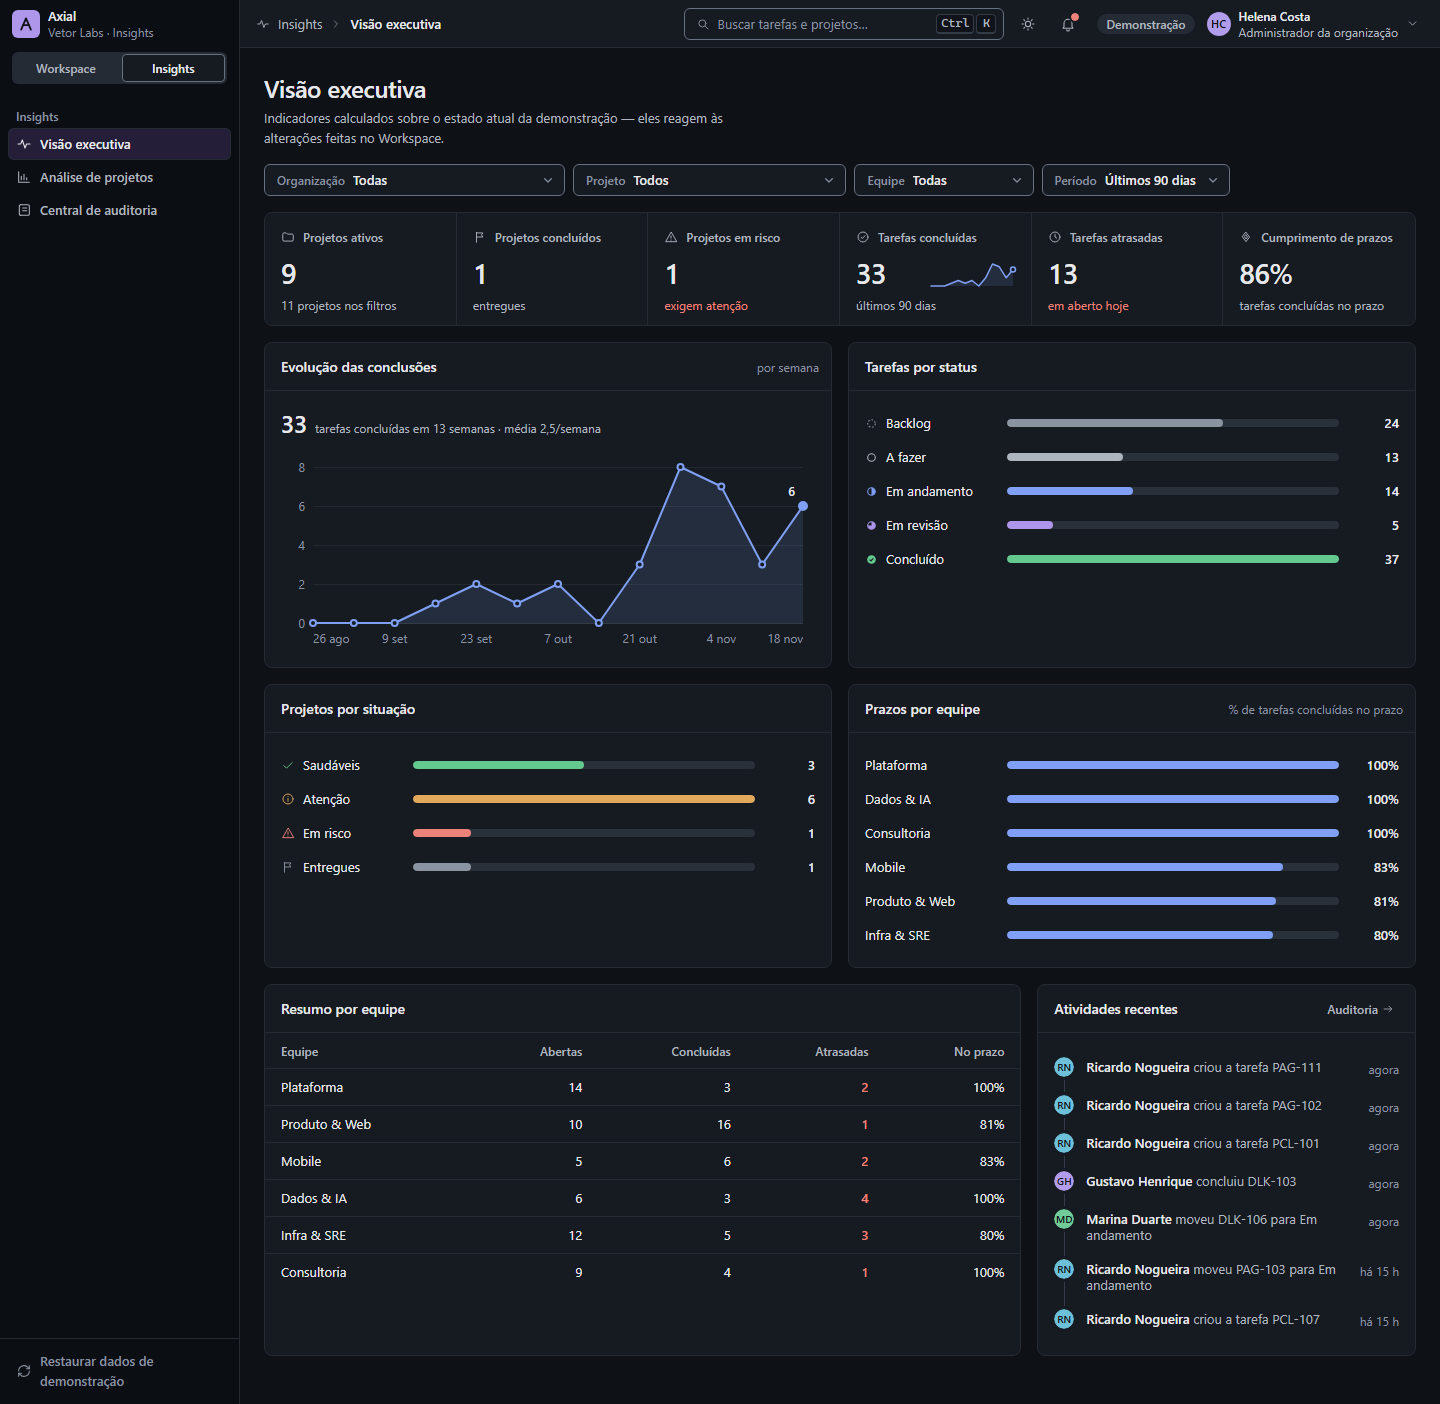 Axial
Vetor Labs · Insights
Workspace
Insights
Insights
Visão executiva
Análise de projetos
Central de auditoria
Restaurar dados de
demonstração
Insights
Visão executiva
Buscar tarefas e projetos...
Ctrl
K
Demonstração
HC
Helena Costa
Administrador da organização
Visão executiva
Indicadores calculados sobre o estado atual da demonstração — eles reagem às
alterações feitas no Workspace.
Organização Todas
Projeto Todos
Equipe Todas
Período Últimos 90 dias
Projetos ativos
9
11 projetos nos filtros
Projetos concluídos
1
entregues
Projetos em risco
1
exigem atenção
Tarefas concluídas
33
últimos 90 dias
Tarefas atrasadas
13
em aberto hoje
Cumprimento de prazos
86%
tarefas concluídas no prazo
Evolução das conclusões
por semana
33 tarefas concluídas em 13 semanas · média 2,5/semana
8
6
4
2
0
6
26 ago
9 set
23 set
7 out
21 out
4 nov
18 nov
Tarefas por status
Backlog 24
A fazer 13
Em andamento 14
Em revisão 5
Concluído 37
Projetos por situação
Saudáveis 3
Atenção 6
Em risco 1
Entregues 1
Prazos por equipe
% de tarefas concluídas no prazo
Plataforma 100%
Dados & IA 100%
Consultoria 100%
Mobile 83%
Produto & Web 81%
Infra & SRE 80%
Resumo por equipe
Equipe Abertas Concluídas Atrasadas No prazo
Plataforma 14 3 2 100%
Produto & Web 10 16 1 81%
Mobile 5 6 2 83%
Dados & IA 6 3 4 100%
Infra & SRE 12 5 3 80%
Consultoria 9 4 1 100%
Atividades recentes
Auditoria →
RN Ricardo Nogueira criou a tarefa PAG-111 agora
RN Ricardo Nogueira criou a tarefa PAG-102 agora
RN Ricardo Nogueira criou a tarefa PCL-101 agora
GH Gustavo Henrique concluiu DLK-103 agora
MD Marina Duarte moveu DLK-106 para Em agora
andamento
RN Ricardo Nogueira moveu PAG-103 para Em há 15 h
andamento
RN Ricardo Nogueira criou a tarefa PCL-107 há 15 h